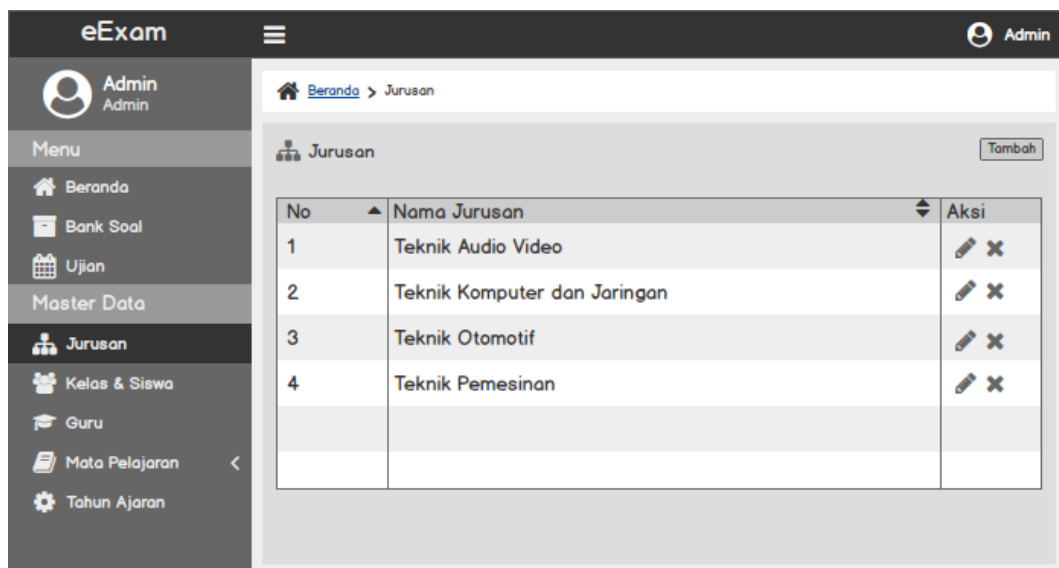 eExam
Admin
Admin
Admin
Menu
Beranda
Bank Soal
Ujian
Master Data
Jurusan
Kelas & Siswa
Guru
Mata Pelajaran
Tahun Ajaran
Beranda > Jurusan
Jurusan
Tambah
No Nama Jurusan Aksi
1 Teknik Audio Video
2 Teknik Komputer dan Jaringan
3 Teknik Otomotif
4 Teknik Pemesinan